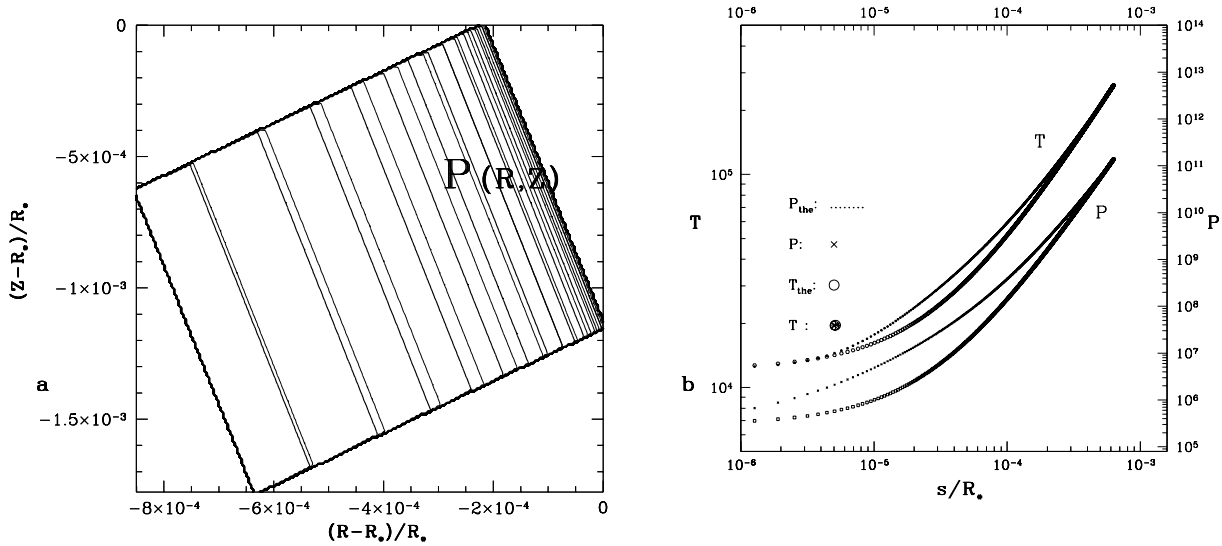 0
−5×10⁻⁴
−1×10⁻³
−1.5×10⁻³
(Z−R*)/R*
a
P (R,Z)
−8×10⁻⁴ −6×10⁻⁴ −4×10⁻⁴ −2×10⁻⁴ 0
(R−R*)/R*
10⁻⁶ 10⁻⁵ 10⁻⁴ 10⁻³
10⁵
10⁴
T
b
T
P
P_the:
P:
T_the:
T :
10¹⁴
10¹³
10¹²
10¹¹
10¹⁰
10⁹
10⁸
10⁷
10⁶
10⁵
P
10⁻⁶ 10⁻⁵ 10⁻⁴ 10⁻³
s/R*